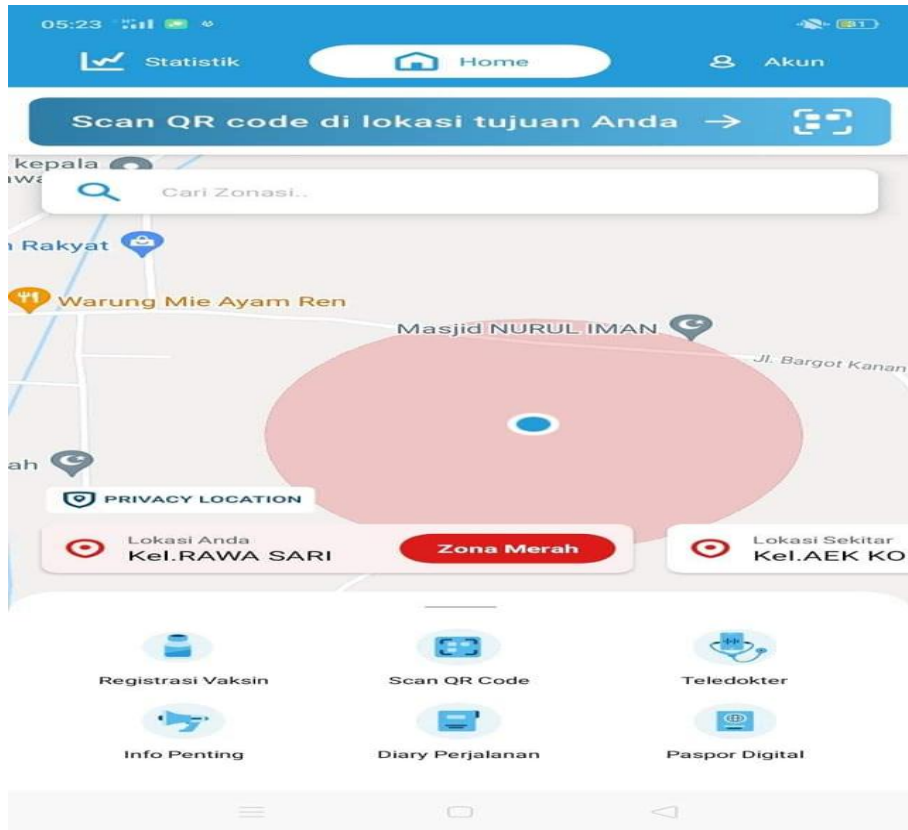 05:23
31
Statistik
Home
Akun
Scan QR code di lokasi tujuan Anda
kepala
Cari Zonasi..
Rakyat
Warung Mie Ayam Ren
Masjid NURUL IMAN
Jl. Bargot Kanan
ah
PRIVACY LOCATION
Lokasi Anda
Kel.RAWA SARI
Zona Merah
Lokasi Sekitar
Kel.AEK KO
Registrasi Vaksin
Scan QR Code
Teledokter
Info Penting
Diary Perjalanan
Paspor Digital